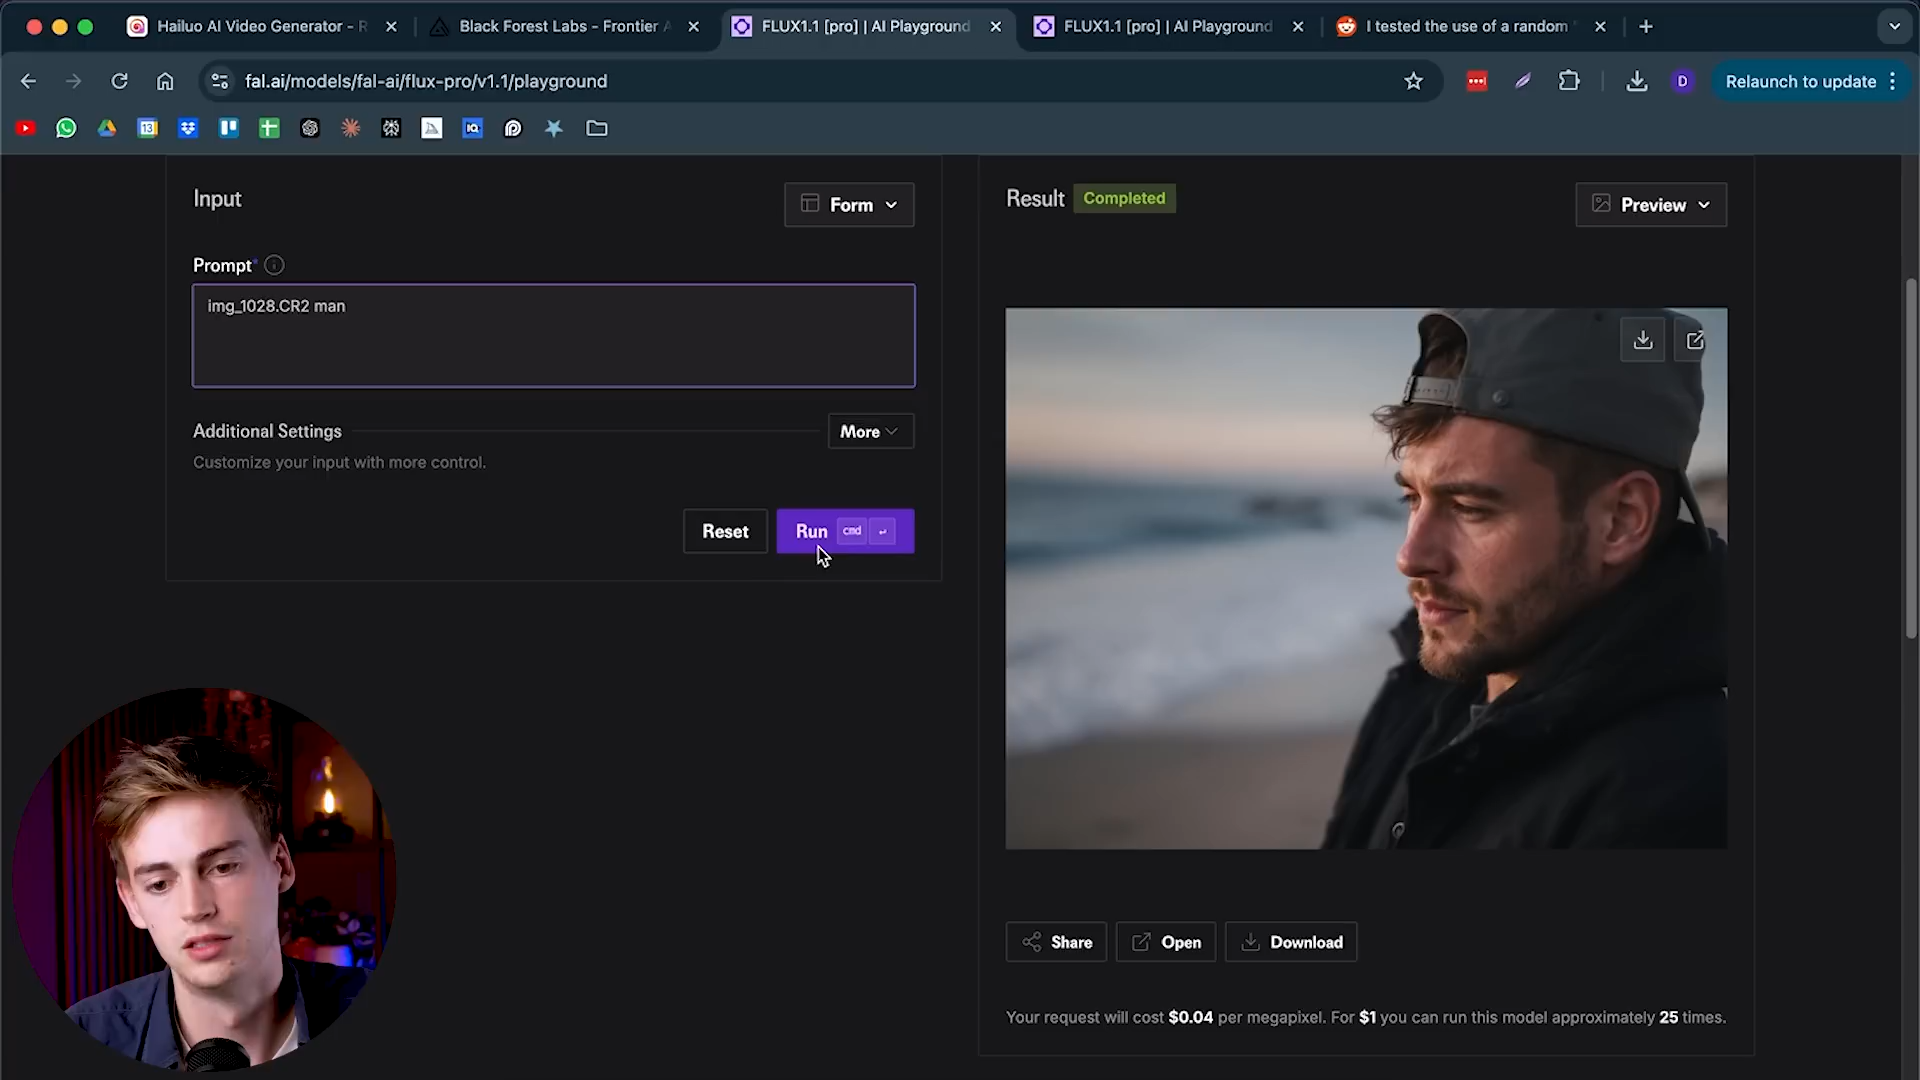 Hailuo AI Video Generator - R
Black Forest Labs - Frontier A
FLUX1.1 [pro] | AI Playground
FLUX1.1 [pro] | AI Playground
I tested the use of a random "
fal.ai/models/fal-ai/flux-pro/v1.1/playground
D
Relaunch to update
13
IQ
Input
Form
Prompt*
img_1028.CR2 man
Additional Settings
More
Customize your input with more control.
Reset
Run cmd
Result
Completed
Preview
Share
Open
Download
Your request will cost $0.04 per megapixel. For $1 you can run this model approximately 25 times.